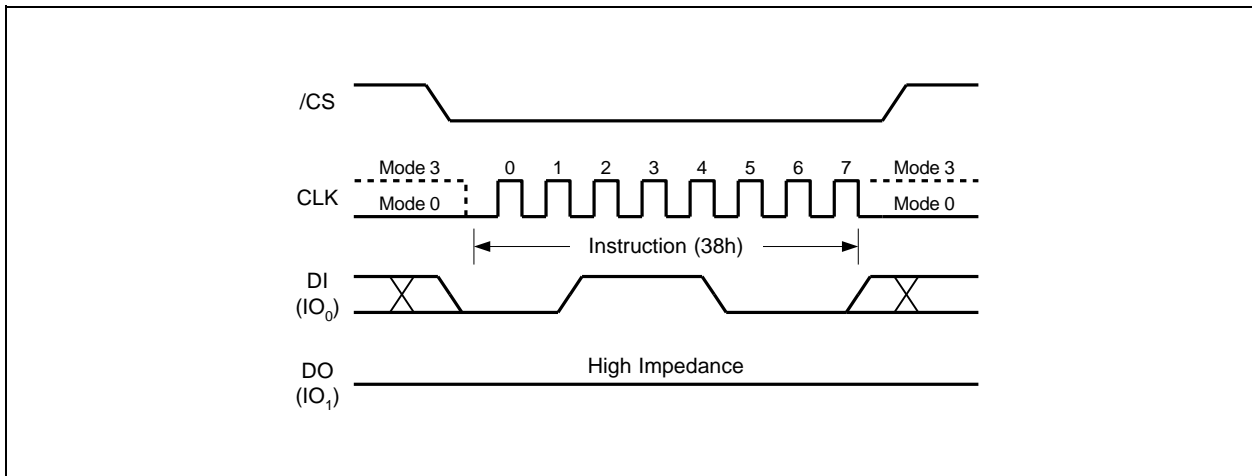 /CS
Mode 3 0 1 2 3 4 5 6 7 Mode 3
CLK
Mode 0 Mode 0
Instruction (38h)
DI
(IO0)
High Impedance
DO
(IO1)